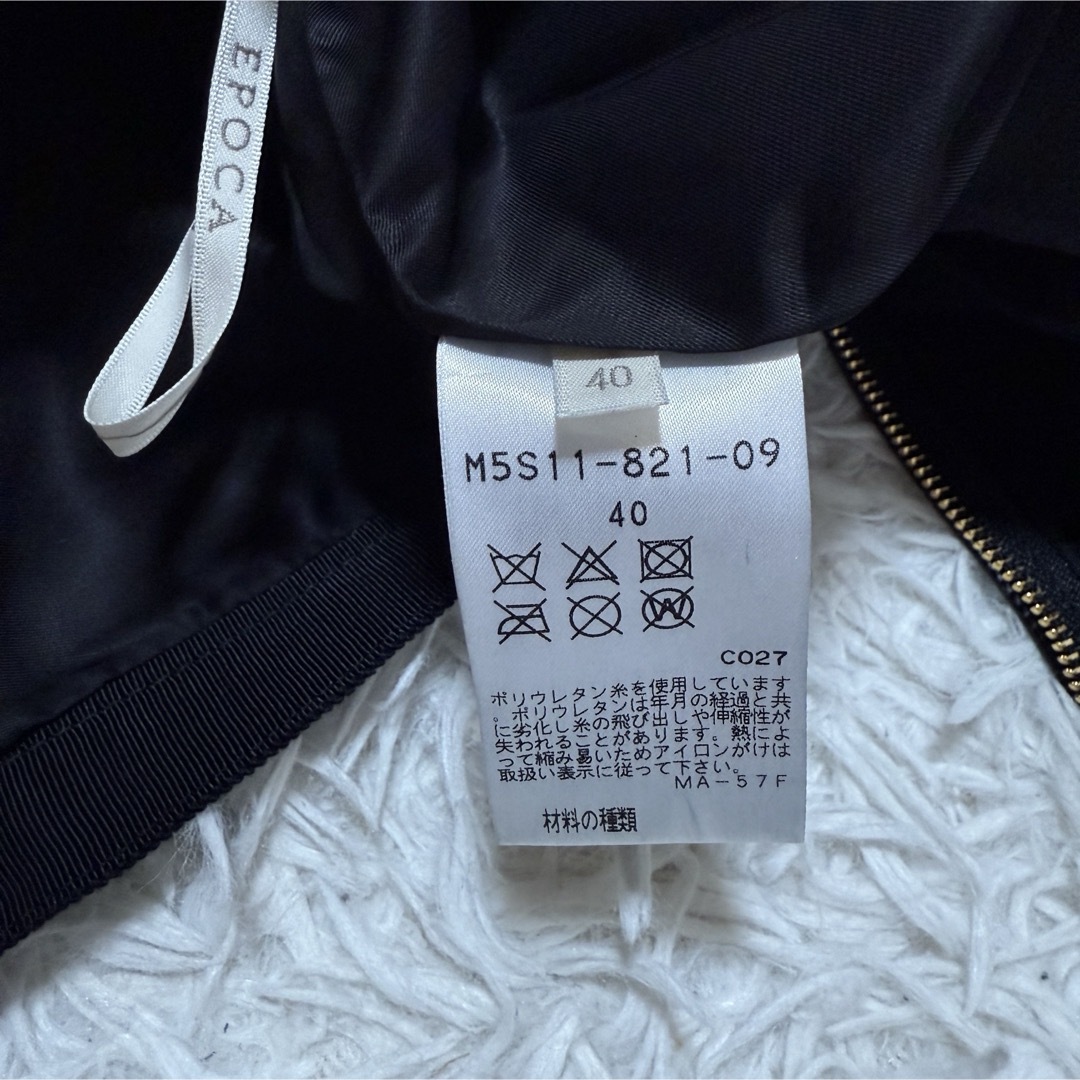 EPOCA
40
M5S11-821-09
40
W
C027
ポリウレタン糸を使用しています
。ポリウレタンは年月の経過と共
に劣化し糸の飛び出しや伸縮性が
失われることがあります。熱によ
って縮み易いためアイロンがけは
取扱い表示に従って下さい。
MA-57F
材料の種類